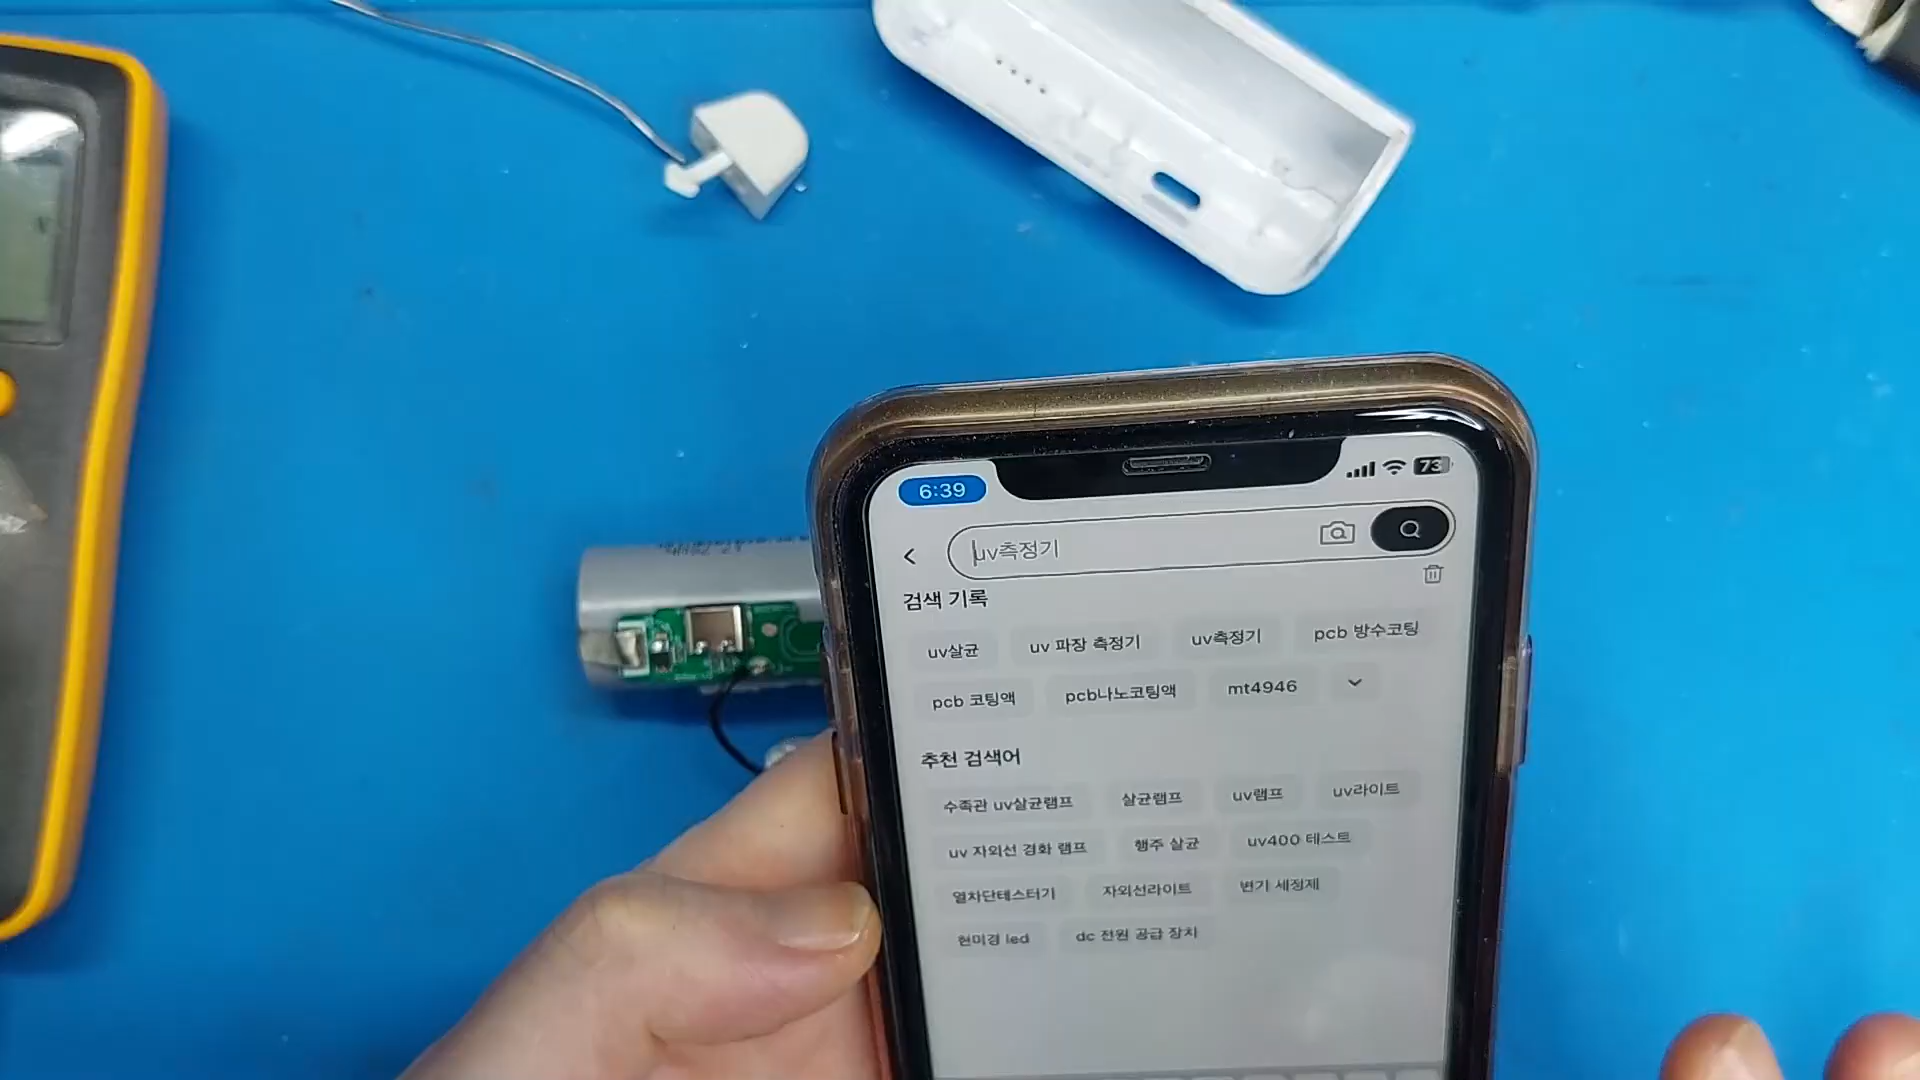 6:39 73
uv측정기
검색 기록
uv살균 uv 파장 측정기 uv측정기 pcb 방수코팅
pcb 코팅액 pcb나노코팅액 mt4946
추천 검색어
수족관 uv살균램프 살균램프 uv램프 uv라이트
uv 자외선 경화 램프 행주 살균 uv400 테스트
열차단테스터기 자외선라이트 변기 세정제
현미경 led dc 전원 공급 장치